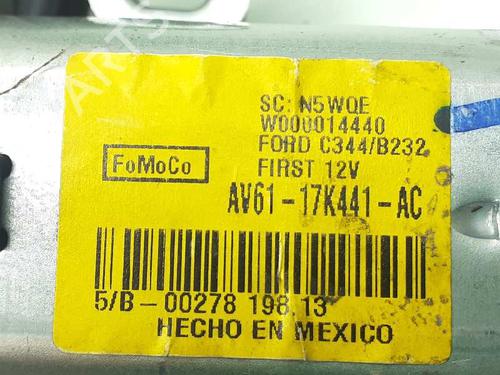 SC: N5WQE
W000014440
FORD C344/B232
FoMoCo
FIRST 12V
AV61-17K441-AC
5/B-00278 198 13
HECHO EN MEXICO